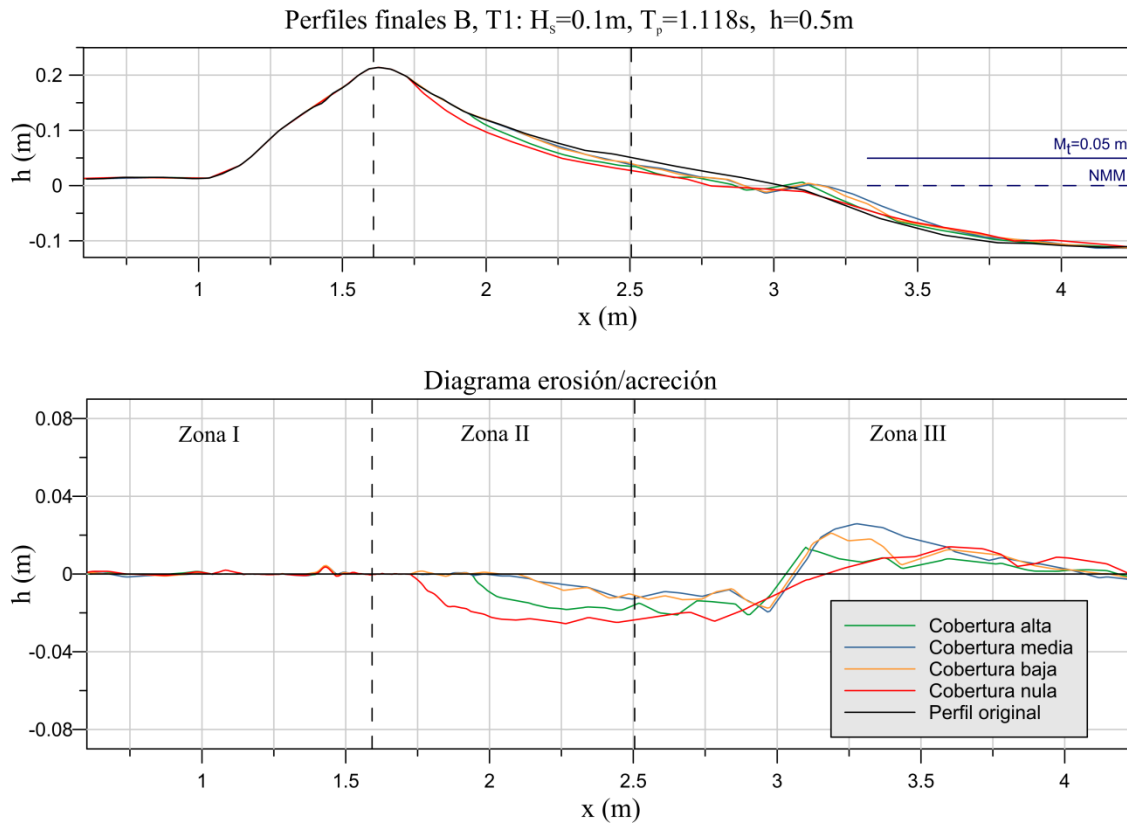 Perfiles finales B, T1: Hs=0.1m, Tp=1.118s, h=0.5m
0.2
0.1
0
-0.1
h (m)
Mt=0.05 m
NMM
1
1.5
2
2.5
3
3.5
4
x (m)
Diagrama erosión/acreción
0.08
0.04
0
-0.04
-0.08
h (m)
Zona I
Zona II
Zona III
Cobertura alta
Cobertura media
Cobertura baja
Cobertura nula
Perfil original
1
1.5
2
2.5
3
3.5
4
x (m)